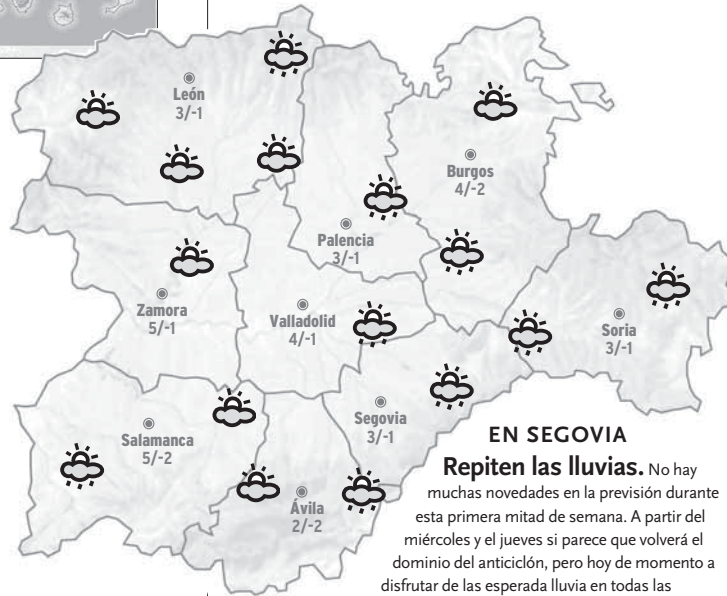 León
3/-1
Burgos
4/-2
Palencia
3/-1
Zamora
5/-1
Valladolid
4/-1
Soria
3/-1
Salamanca
5/-2
Segovia
3/-1
Ávila
2/-2
EN SEGOVIA
Repiten las lluvias. No hay
muchas novedades en la previsión durante
esta primera mitad de semana. A partir del
miércoles y el jueves si parece que volverá el
dominio del anticiclón, pero hoy de momento a
disfrutar de las esperada lluvia en todas las